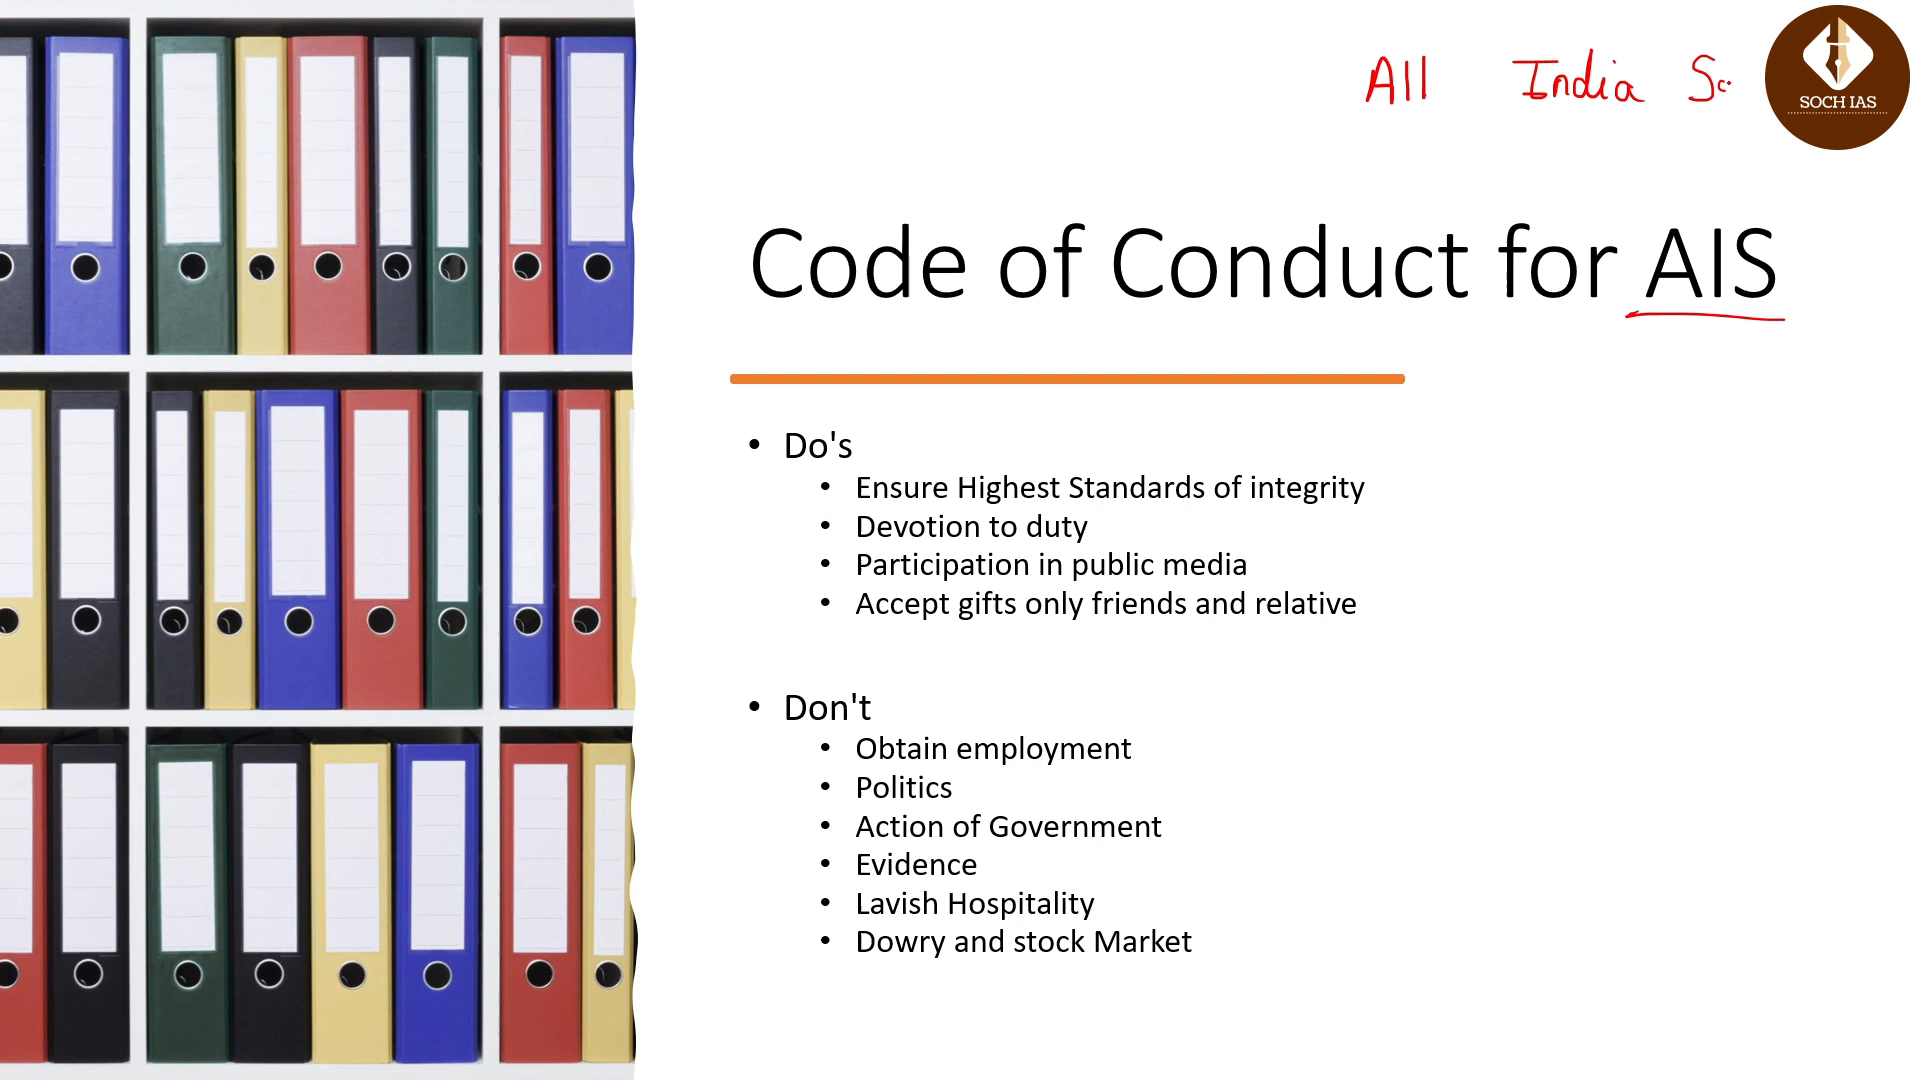 All India
SOCH IAS
Code of Conduct for AIS
• Do's
• Ensure Highest Standards of integrity
• Devotion to duty
• Participation in public media
• Accept gifts only friends and relative
• Don't
• Obtain employment
• Politics
• Action of Government
• Evidence
• Lavish Hospitality
• Dowry and stock Market